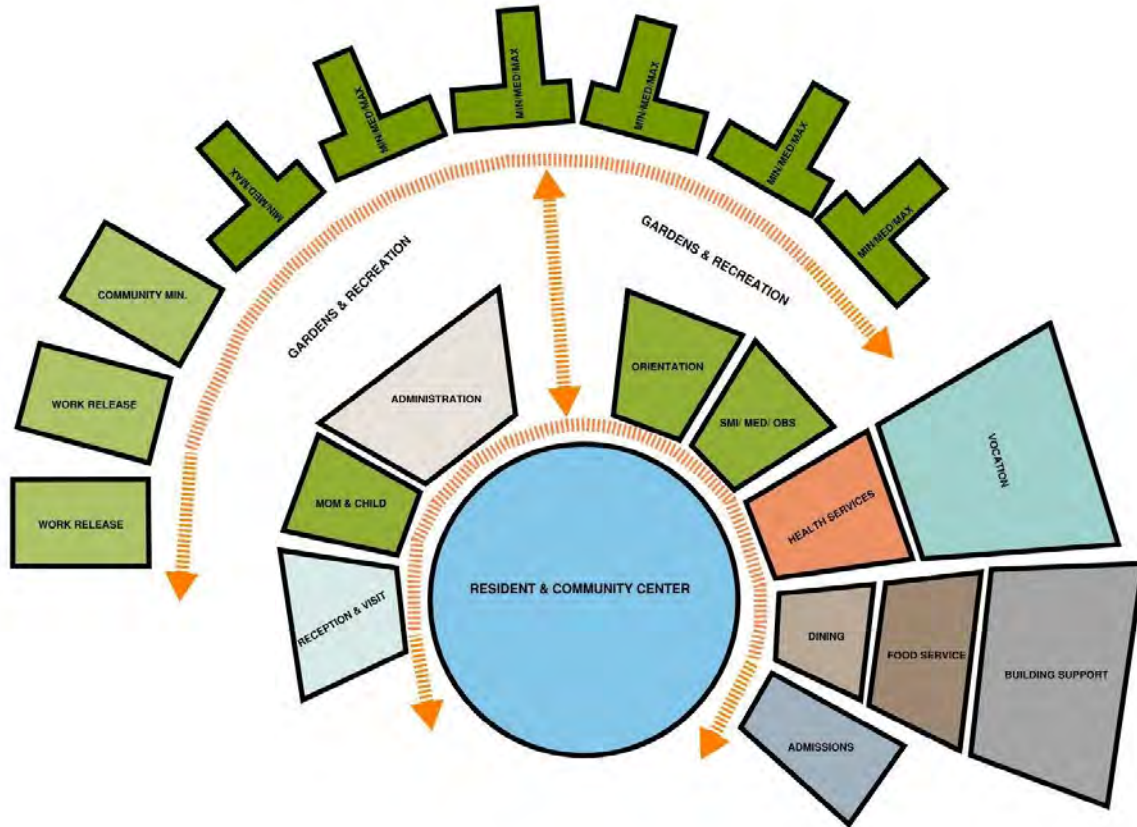 MIN/MED/MAX
MIN/MED/MAX
MIN/MED/MAX
MIN/MED/MAX
MIN/MED/MAX
MIN/MED/MAX
COMMUNITY MIN.
WORK RELEASE
WORK RELEASE
GARDENS & RECREATION
GARDENS & RECREATION
ADMINISTRATION
ORIENTATION
SMI/ MED/ OBS
MOM & CHILD
RECEPTION & VISIT
HEALTH SERVICES
VOCATION
RESIDENT & COMMUNITY CENTER
DINING
FOOD SERVICE
BUILDING SUPPORT
ADMISSIONS